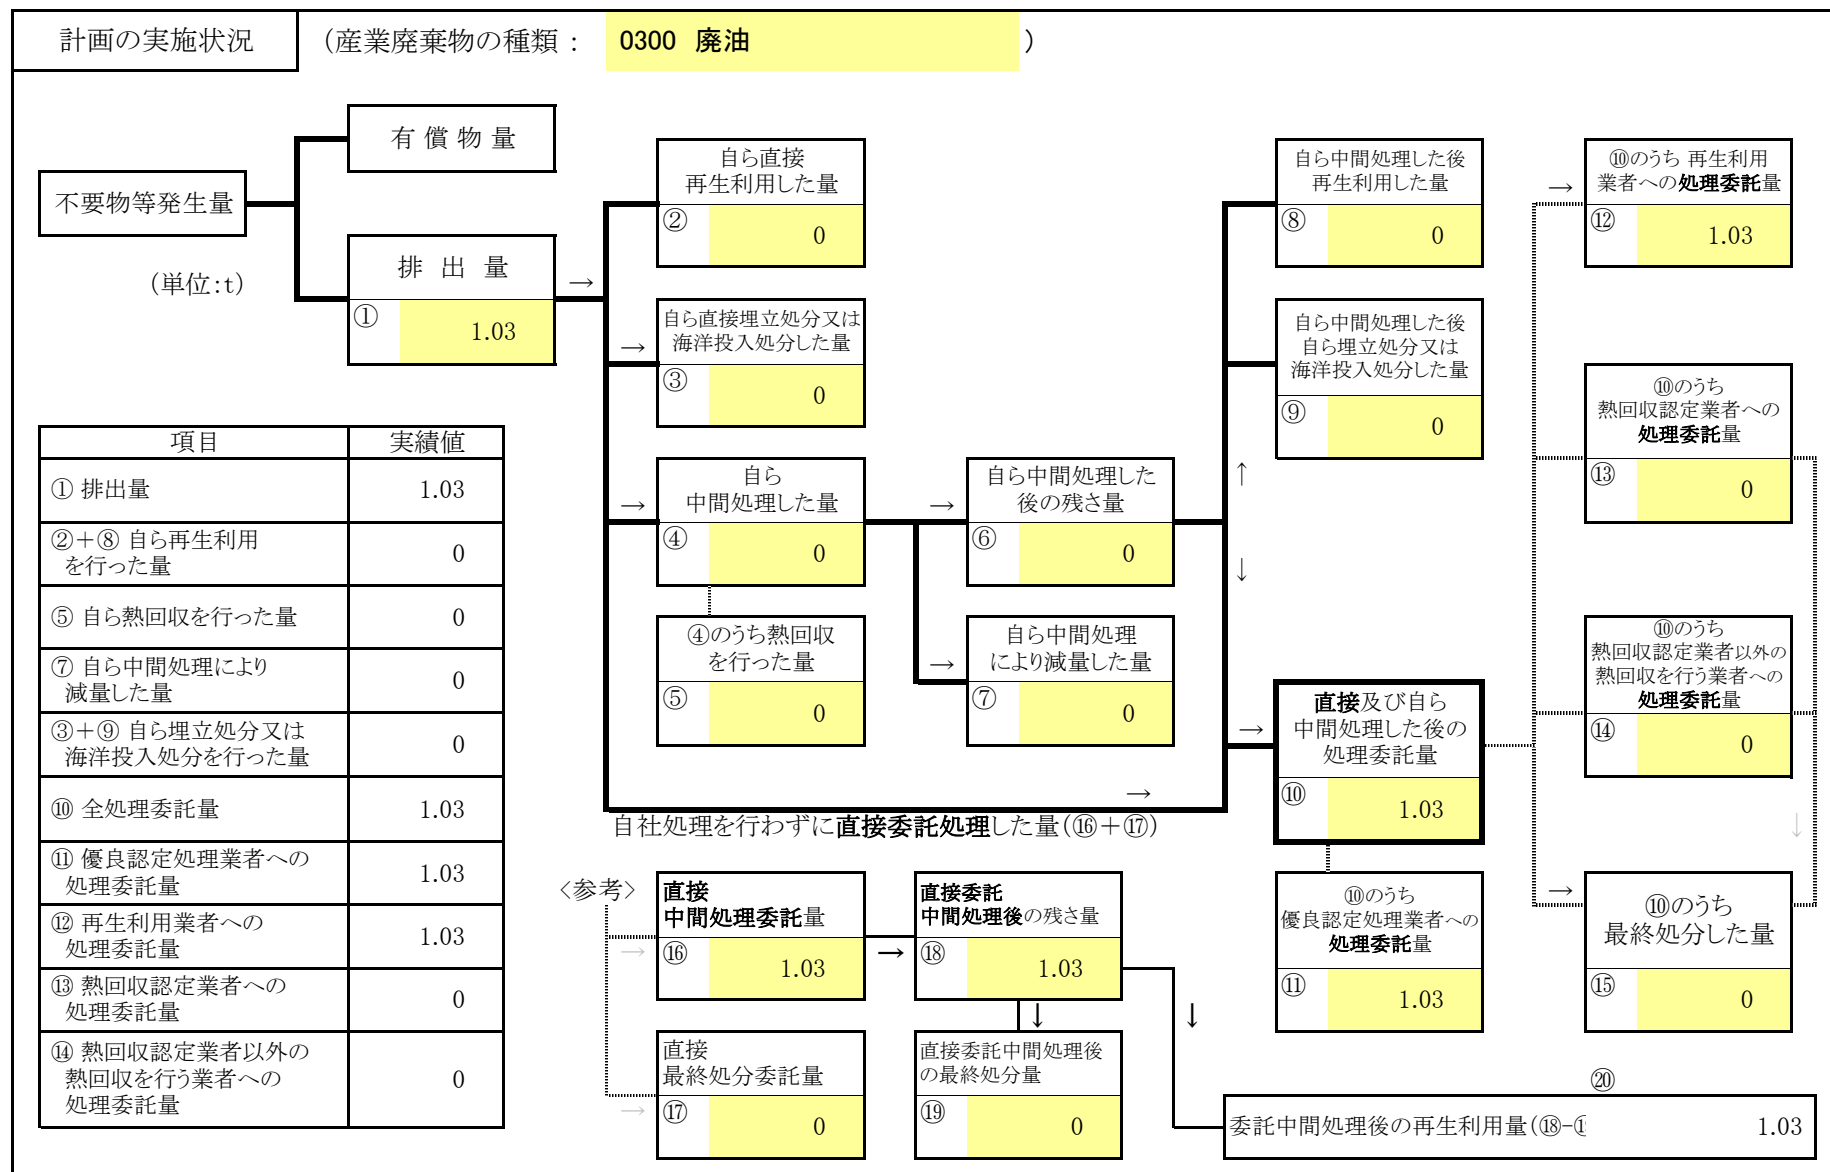 計画の実施状況
（産業廃棄物の種類： 0300 廃油 ）
有 償 物 量
不要物等発生量
（単位:t）
排 出 量
①
1.03
→
自ら直接
再生利用した量
②
0
→
自ら直接埋立処分又は
海洋投入処分した量
③
0
→
自ら
中間処理した量
④
0
④のうち熱回収
を行った量
⑤
0
→
自ら中間処理した
後の残さ量
⑥
0
→
自ら中間処理
により減量した量
⑦
0
自ら中間処理した後
再生利用した量
⑧
0
自ら中間処理した後
自ら埋立処分又は
海洋投入処分した量
⑨
0
↑
↓
→
直接及び自ら
中間処理した後の
処理委託量
⑩
1.03
→
自社処理を行わずに直接委託処理した量（⑯＋⑰）
⑩のうち
優良認定処理業者への
処理委託量
⑪
1.03
→
⑩のうち 再生利用
業者への処理委託量
⑫
1.03
⑩のうち
熱回収認定業者への
処理委託量
⑬
0
⑩のうち
熱回収認定業者以外の
熱回収を行う業者への
処理委託量
⑭
0
↓
→
⑩のうち
最終処分した量
⑮
0
項目 実績値
① 排出量 1.03
②＋⑧ 自ら再生利用
を行った量 0
⑤ 自ら熱回収を行った量 0
⑦ 自ら中間処理により
減量した量 0
③＋⑨ 自ら埋立処分又は
海洋投入処分を行った量 0
⑩ 全処理委託量 1.03
⑪ 優良認定処理業者への
処理委託量 1.03
⑫ 再生利用業者への
処理委託量 1.03
⑬ 熱回収認定業者への
処理委託量 0
⑭ 熱回収認定業者以外の
熱回収を行う業者への
処理委託量 0
〈参考〉
→
直接
中間処理委託量
⑯
1.03
→
直接
最終処分委託量
⑰
0
→
直接委託
中間処理後の残さ量
⑱
1.03
↓
直接委託中間処理後
の最終処分量
⑲
0
↓
⑳
委託中間処理後の再生利用量（⑱−
1.03